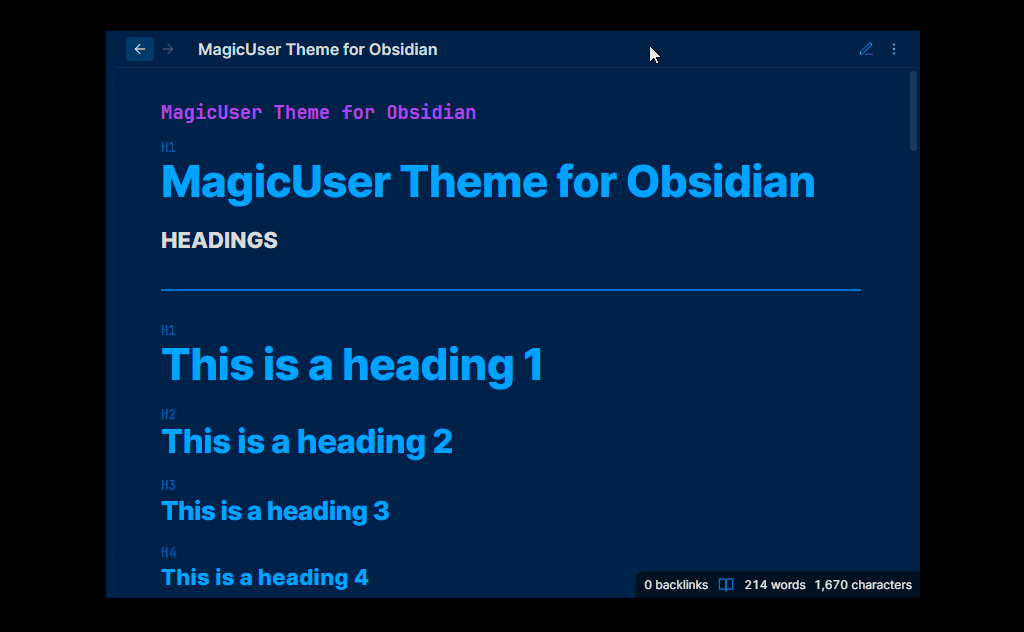 MagicUser Theme for Obsidian
MagicUser Theme for Obsidian
H1
MagicUser Theme for Obsidian
HEADINGS
H1
This is a heading 1
H2
This is a heading 2
H3
This is a heading 3
H4
This is a heading 4
0 backlinks 214 words 1,670 characters